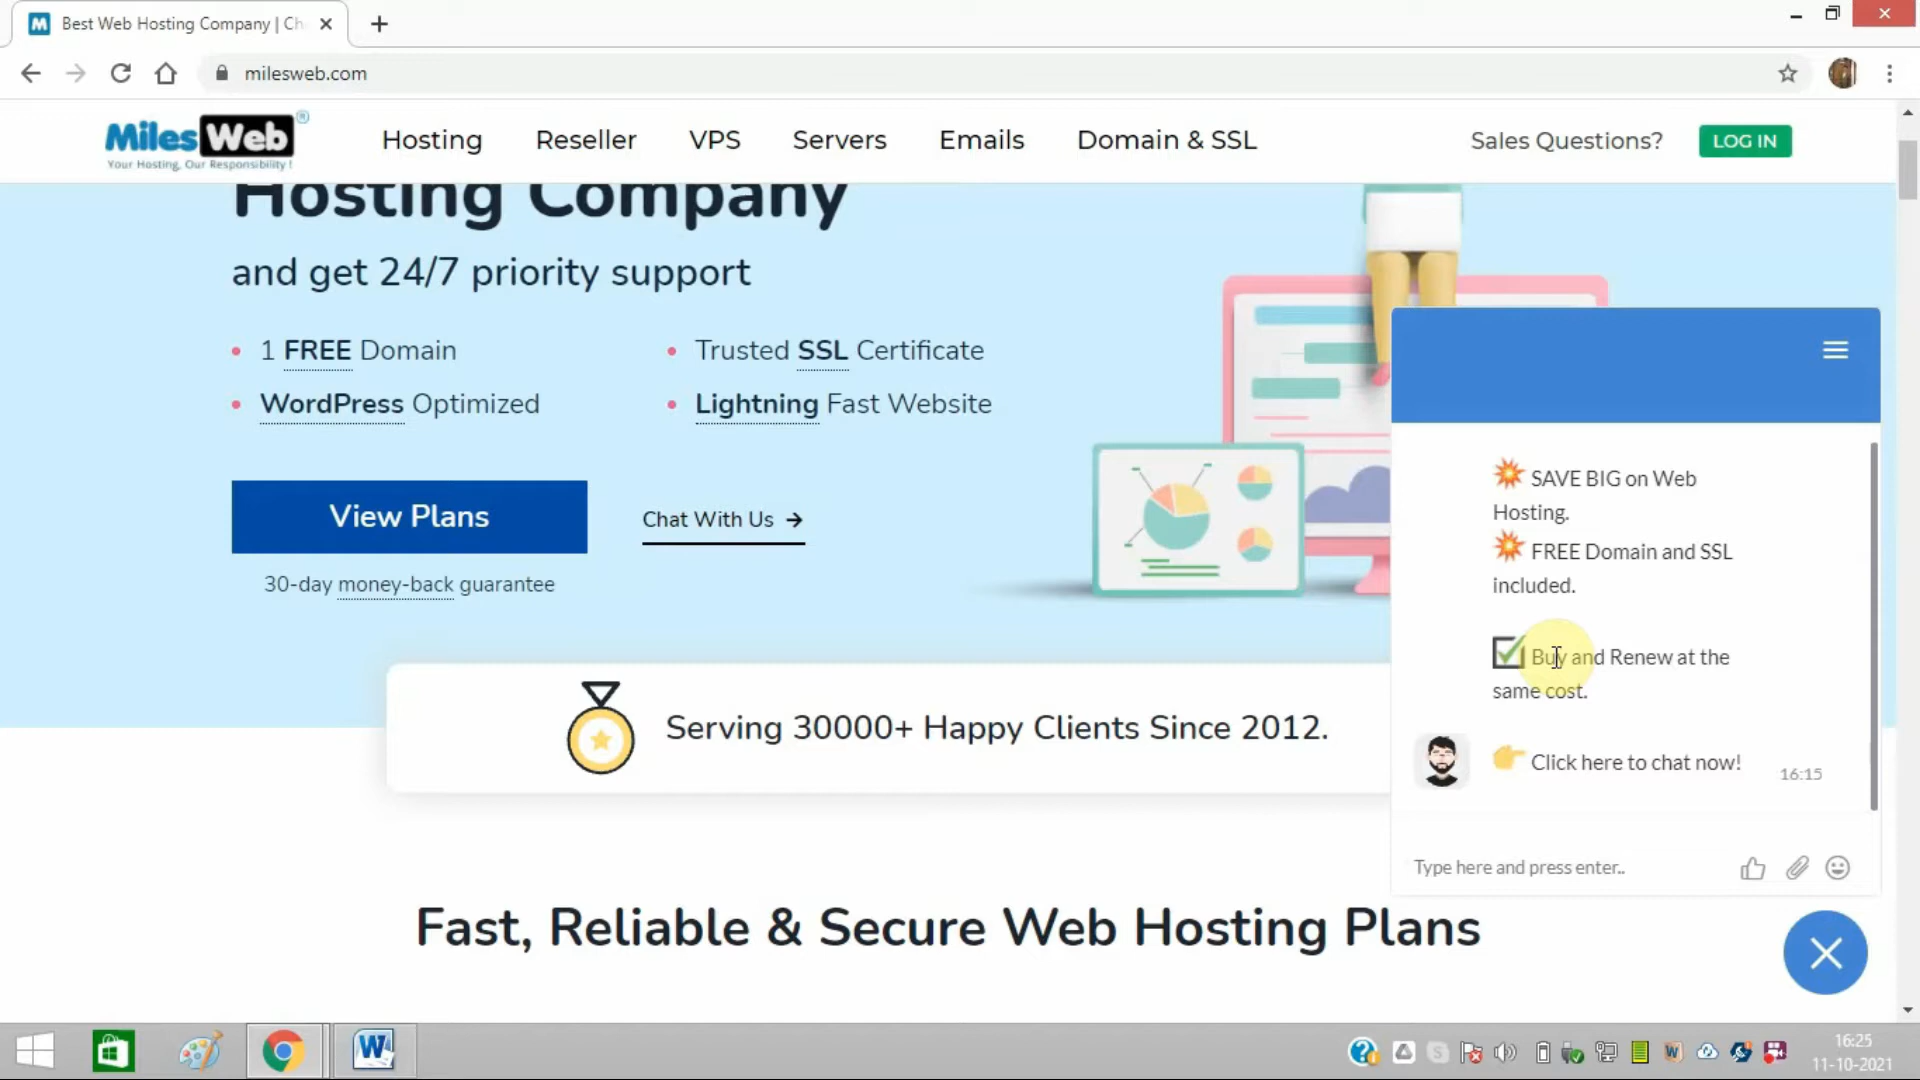 Best Web Hosting Company | Ch
milesweb.com
MilesWeb®
Your Hosting, Our Responsibility !
Hosting Reseller VPS Servers Emails Domain & SSL
Sales Questions? LOG IN
Hosting Company
and get 24/7 priority support
• 1 FREE Domain
• Trusted SSL Certificate
• WordPress Optimized
• Lightning Fast Website
View Plans
Chat With Us →
30-day money-back guarantee
Serving 30000+ Happy Clients Since 2012.
Fast, Reliable & Secure Web Hosting Plans
💥 SAVE BIG on Web
Hosting.
💥 FREE Domain and SSL
included.
Buy and Renew at the
same cost.
👉 Click here to chat now!
16:15
Type here and press enter..
16:25
11-10-2021